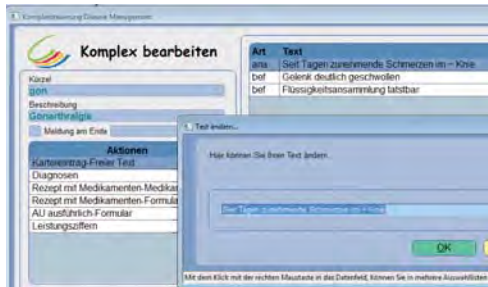 Komplexbearbeitung Disease Management
Komplex bearbeiten
Kürzel
gon
Beschreibung
Gonarthralgie
Meldung am Ende
Aktionen
Karteieintrag-Freier Text
Diagnosen
Rezept mit Medikamenten-Medikam
Rezept mit Medikamenten-Formula
AU ausführlich-Formular
Leistungsziffern
Art Text
ana Seit Tagen zunehmende Schmerzen im ~ Knie
bef Gelenk deutlich geschwollen
bef Flüssigkeitsansammlung tatstbar
Text ändern...
Hier können Sie Ihren Text ändern.
Seit Tagen zunehmende Schmerzen im ~ Knie
OK
Mit dem Klick mit der rechten Maustaste in das Datenfeld, können Sie in mehrere Auswahllisten